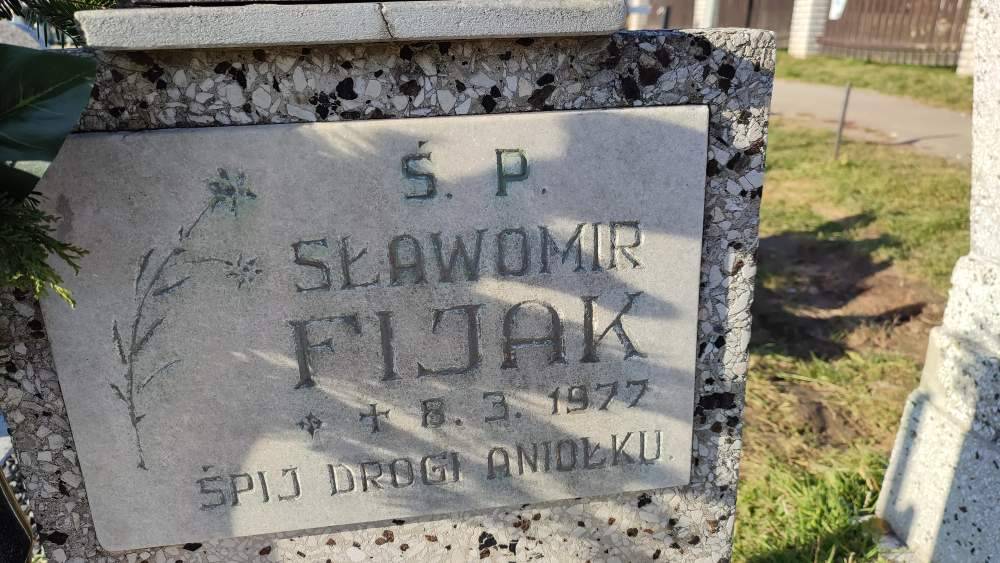 Ś. P.
SŁAWOMIR
FIJAK
* + 8. 3. 1977
ŚPIJ DROGI ANIOŁKU.